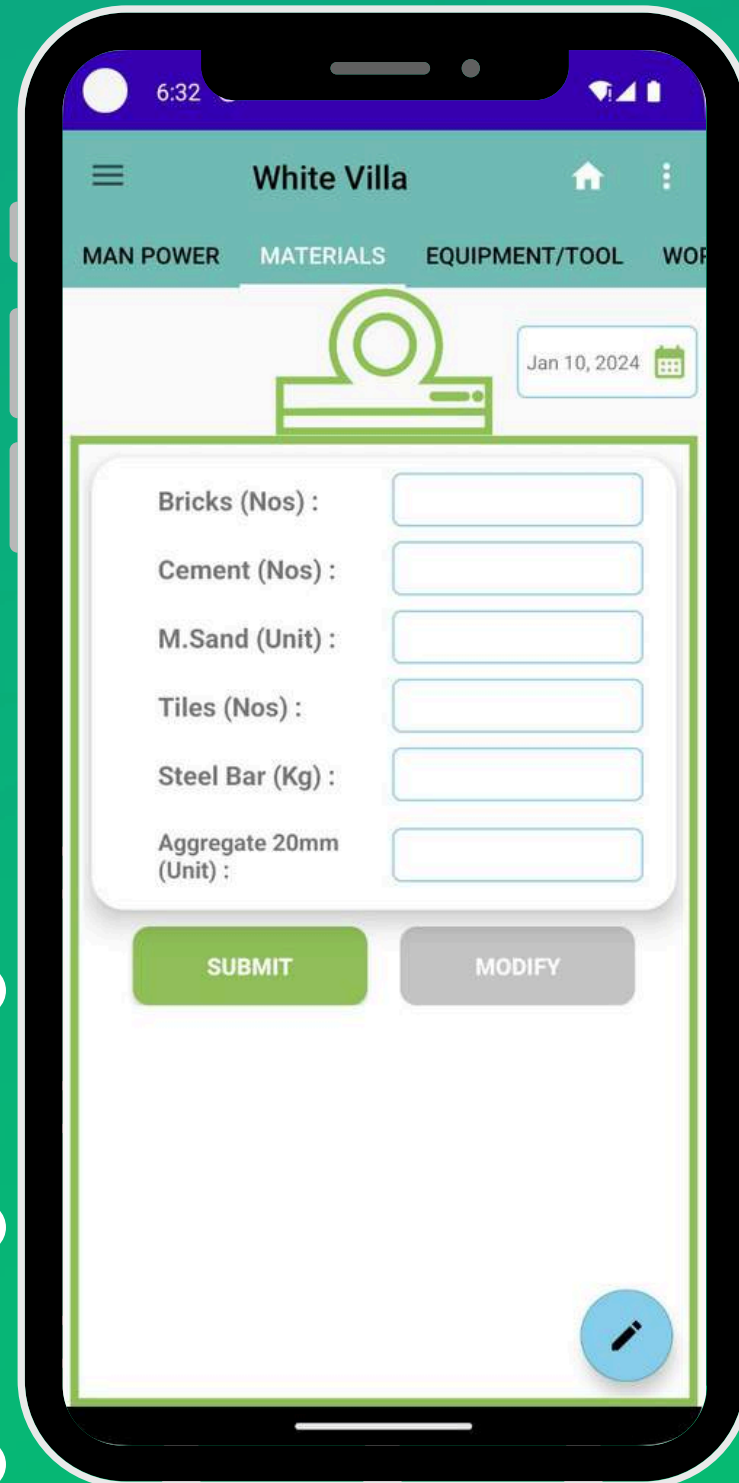 6:32
White Villa
MAN POWER MATERIALS EQUIPMENT/TOOL
Jan 10, 2024
Bricks (Nos) :
Cement (Nos) :
M.Sand (Unit) :
Tiles (Nos) :
Steel Bar (Kg) :
Aggregate 20mm
(Unit) :
SUBMIT MODIFY